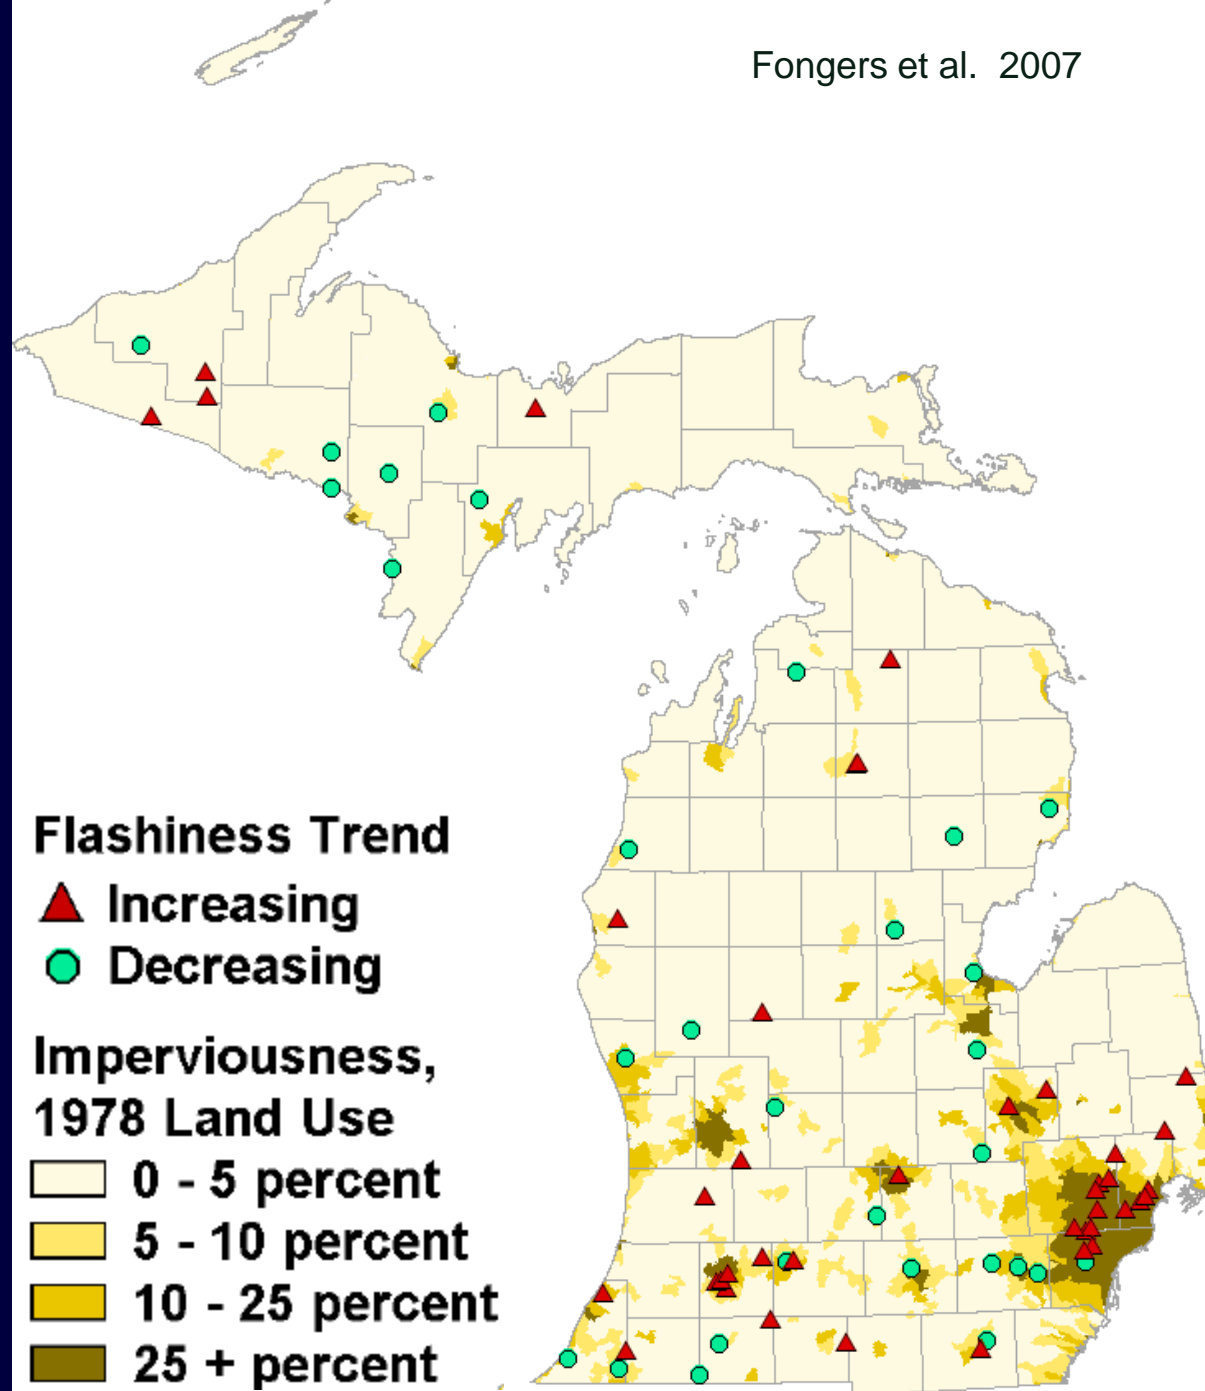 Fongers et al. 2007
Flashiness Trend
Increasing
Decreasing
Imperviousness,
1978 Land Use
0 - 5 percent
5 - 10 percent
10 - 25 percent
25 + percent